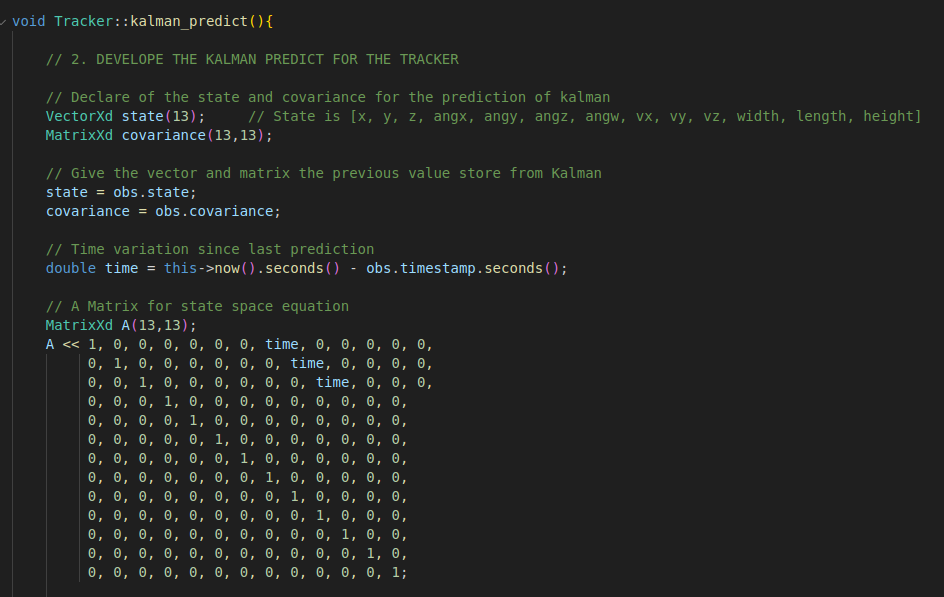 void Tracker::kalman_predict(){
// 2. DEVELOPE THE KALMAN PREDICT FOR THE TRACKER
// Declare of the state and covariance for the prediction of kalman
VectorXd state(13);     // State is [x, y, z, angx, angy, angz, angw, vx, vy, vz, width, length, height]
MatrixXd covariance(13,13);
// Give the vector and matrix the previous value store from Kalman
state = obs.state;
covariance = obs.covariance;
// Time variation since last prediction
double time = this->now().seconds() - obs.timestamp.seconds();
// A Matrix for state space equation
MatrixXd A(13,13);
A << 1, 0, 0, 0, 0, 0, 0, time, 0, 0, 0, 0, 0,
0, 1, 0, 0, 0, 0, 0, 0, time, 0, 0, 0, 0,
0, 0, 1, 0, 0, 0, 0, 0, 0, time, 0, 0, 0,
0, 0, 0, 1, 0, 0, 0, 0, 0, 0, 0, 0, 0,
0, 0, 0, 0, 1, 0, 0, 0, 0, 0, 0, 0, 0,
0, 0, 0, 0, 0, 1, 0, 0, 0, 0, 0, 0, 0,
0, 0, 0, 0, 0, 0, 1, 0, 0, 0, 0, 0, 0,
0, 0, 0, 0, 0, 0, 0, 1, 0, 0, 0, 0, 0,
0, 0, 0, 0, 0, 0, 0, 0, 1, 0, 0, 0, 0,
0, 0, 0, 0, 0, 0, 0, 0, 0, 1, 0, 0, 0,
0, 0, 0, 0, 0, 0, 0, 0, 0, 0, 1, 0, 0,
0, 0, 0, 0, 0, 0, 0, 0, 0, 0, 0, 1, 0,
0, 0, 0, 0, 0, 0, 0, 0, 0, 0, 0, 0, 1;